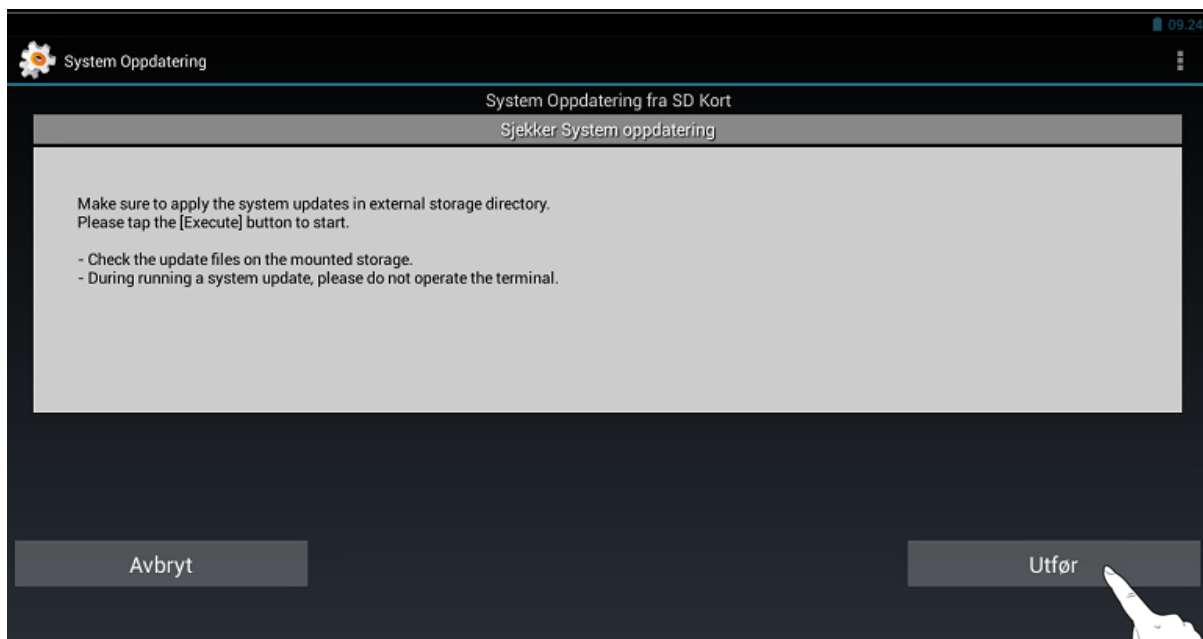 09.24
System Oppdatering
System Oppdatering fra SD Kort
Sjekker System oppdatering
Make sure to apply the system updates in external storage directory.
Please tap the [Execute] button to start.
- Check the update files on the mounted storage.
- During running a system update, please do not operate the terminal.
Avbryt
Utfør